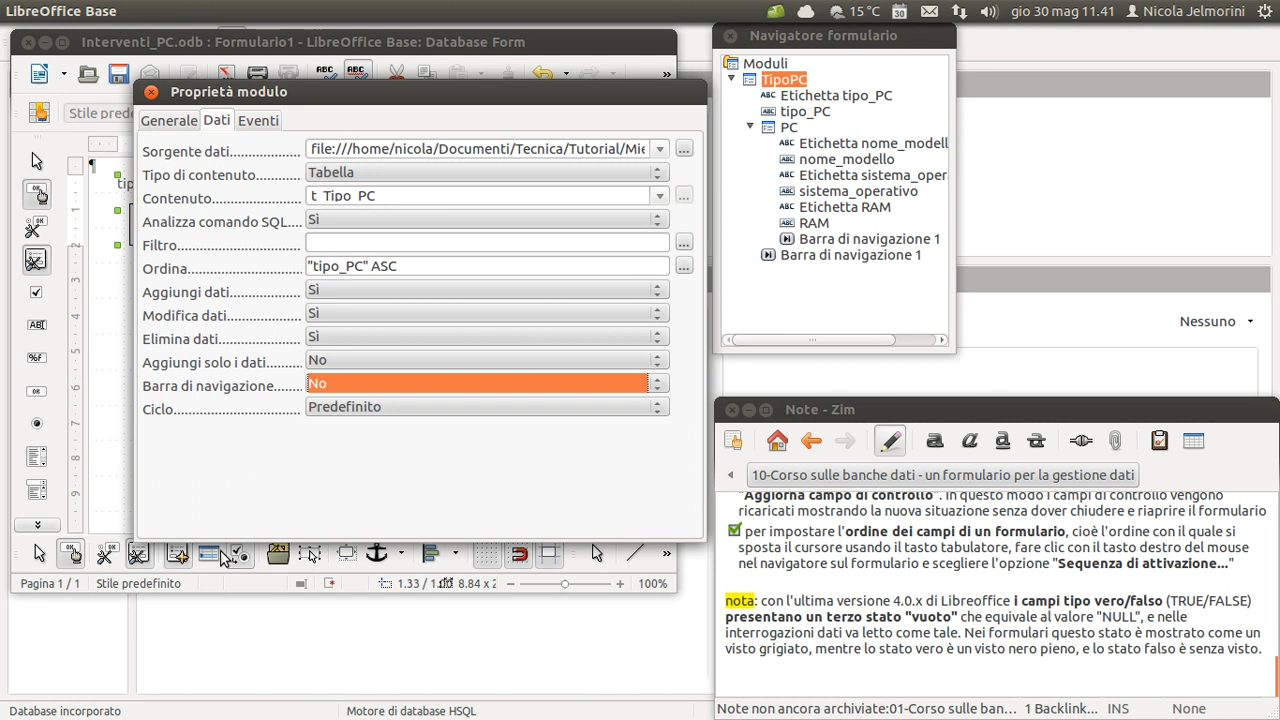 LibreOffice Base
15°C
30
gio 30 mag 11.41
Nicola Jelmorini
Interventi_PC.odb : Formulario1 - LibreOffice Base: Database Form
Stile prede
Proprietà modulo
Generale
Dati
Eventi
Sorgente dati
file:///home/nicola/Documenti/Tecnica/Tutorial/Mie
Tipo di contenuto
Tabella
Contenuto
t_Tipo_PC
Analizza comando SQL
Sì
Filtro
Ordina
"tipo_PC" ASC
Aggiungi dati
Sì
Modifica dati
Sì
Elimina dati
Sì
Aggiungi solo i dati
No
Barra di navigazione
No
Ciclo
Predefinito
tip
Pagina 1 / 1
Stile predefinito
8.84 x 2
100%
Database incorporato
Motore di database HSQL
Navigatore formulario
Moduli
TipoPC
Etichetta tipo_PC
tipo_PC
PC
Etichetta nome_modell
nome_modello
Etichetta sistema_oper
sistema_operativo
Etichetta RAM
RAM
Barra di navigazione 1
Barra di navigazione 1
Nessuno
Note - Zim
10-Corso sulle banche dati - un formulario per la gestione dati
"Aggiorna campo di controllo". In questo modo i campi di controllo vengono
ricaricati mostrando la nuova situazione senza dover chiudere e riaprire il formulario
per impostare l'ordine dei campi di un formulario, cioè l'ordine con il quale si
sposta il cursore usando il tasto tabulatore, fare clic con il tasto destro del mouse
nel navigatore sul formulario e scegliere l'opzione "Sequenza di attivazione..."
nota: con l'ultima versione 4.0.x di Libreoffice i campi tipo vero/falso (TRUE/FALSE)
presentano un terzo stato "vuoto" che equivale al valore "NULL", e nelle
interrogazioni dati va letto come tale. Nei formulari questo stato è mostrato come un
visto grigiato, mentre lo stato vero è un visto nero pieno, e lo stato falso è senza visto.
Note non ancora archiviate:01-Corso sulle ban...
1 Backlink...
INS
None